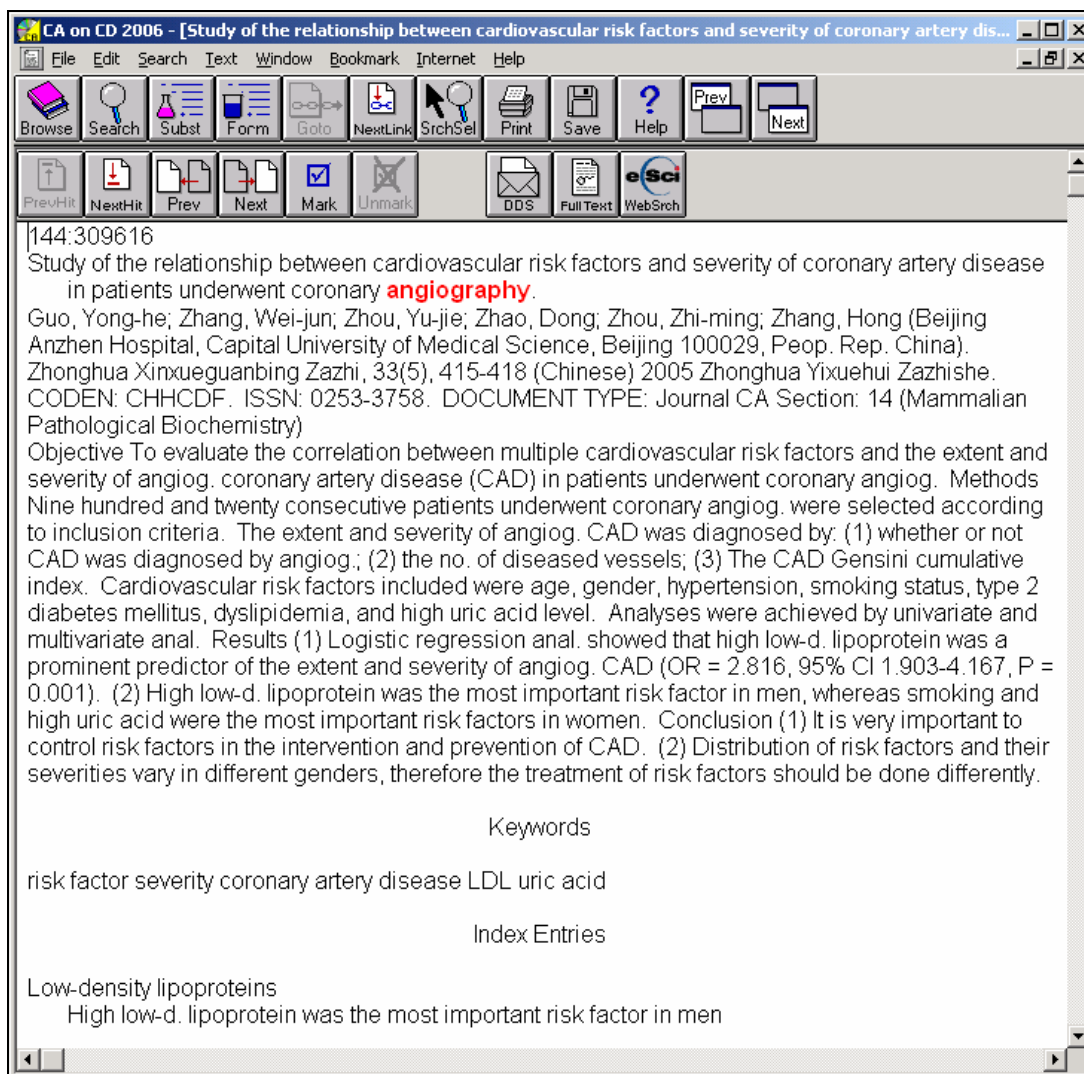 CA on CD 2006 - [Study of the relationship between cardiovascular risk factors and severity of coronary artery dis...
File Edit Search Text Window Bookmark Internet Help
Browse Search Subst Form Goto NextLink SrchSel Print Save Help Prev Next
PrevHit NextHit Prev Next Mark Unmark DDS FullText eSci WebSrch
144:309616
Study of the relationship between cardiovascular risk factors and severity of coronary artery disease
in patients underwent coronary angiography.
Guo, Yong-he; Zhang, Wei-jun; Zhou, Yu-jie; Zhao, Dong; Zhou, Zhi-ming; Zhang, Hong (Beijing
Anzhen Hospital, Capital University of Medical Science, Beijing 100029, Peop. Rep. China).
Zhonghua Xinxueguanbing Zazhi, 33(5), 415-418 (Chinese) 2005 Zhonghua Yixuehui Zazhishe.
CODEN: CHHCDF. ISSN: 0253-3758. DOCUMENT TYPE: Journal CA Section: 14 (Mammalian
Pathological Biochemistry)
Objective To evaluate the correlation between multiple cardiovascular risk factors and the extent and
severity of angiog. coronary artery disease (CAD) in patients underwent coronary angiog. Methods
Nine hundred and twenty consecutive patients underwent coronary angiog. were selected according
to inclusion criteria. The extent and severity of angiog. CAD was diagnosed by: (1) whether or not
CAD was diagnosed by angiog.; (2) the no. of diseased vessels; (3) The CAD Gensini cumulative
index. Cardiovascular risk factors included were age, gender, hypertension, smoking status, type 2
diabetes mellitus, dyslipidemia, and high uric acid level. Analyses were achieved by univariate and
multivariate anal. Results (1) Logistic regression anal. showed that high low-d. lipoprotein was a
prominent predictor of the extent and severity of angiog. CAD (OR = 2.816, 95% CI 1.903-4.167, P =
0.001). (2) High low-d. lipoprotein was the most important risk factor in men, whereas smoking and
high uric acid were the most important risk factors in women. Conclusion (1) It is very important to
control risk factors in the intervention and prevention of CAD. (2) Distribution of risk factors and their
severities vary in different genders, therefore the treatment of risk factors should be done differently.
Keywords
risk factor severity coronary artery disease LDL uric acid
Index Entries
Low-density lipoproteins
High low-d. lipoprotein was the most important risk factor in men